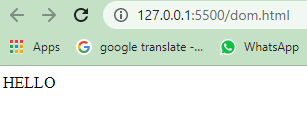 127.0.0.1:5500/dom.html
Apps google translate -... WhatsApp
HELLO